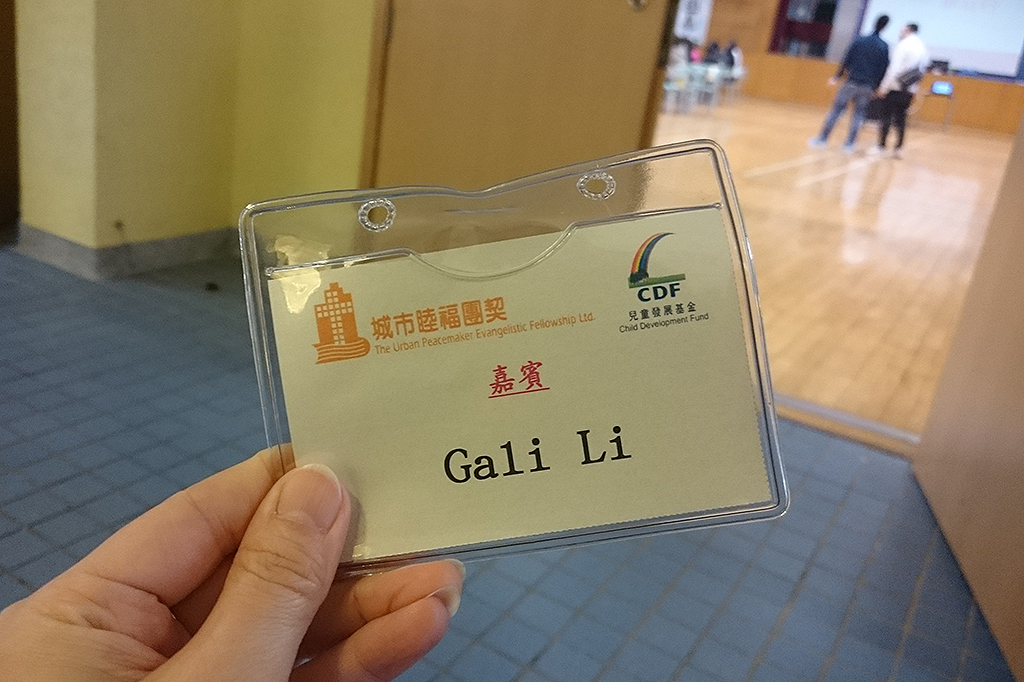 城市睦福團契
The Urban Peacemaker Evangelistic Fellowship Ltd.
CDF
兒童發展基金
Child Development Fund
嘉賓
Gali Li